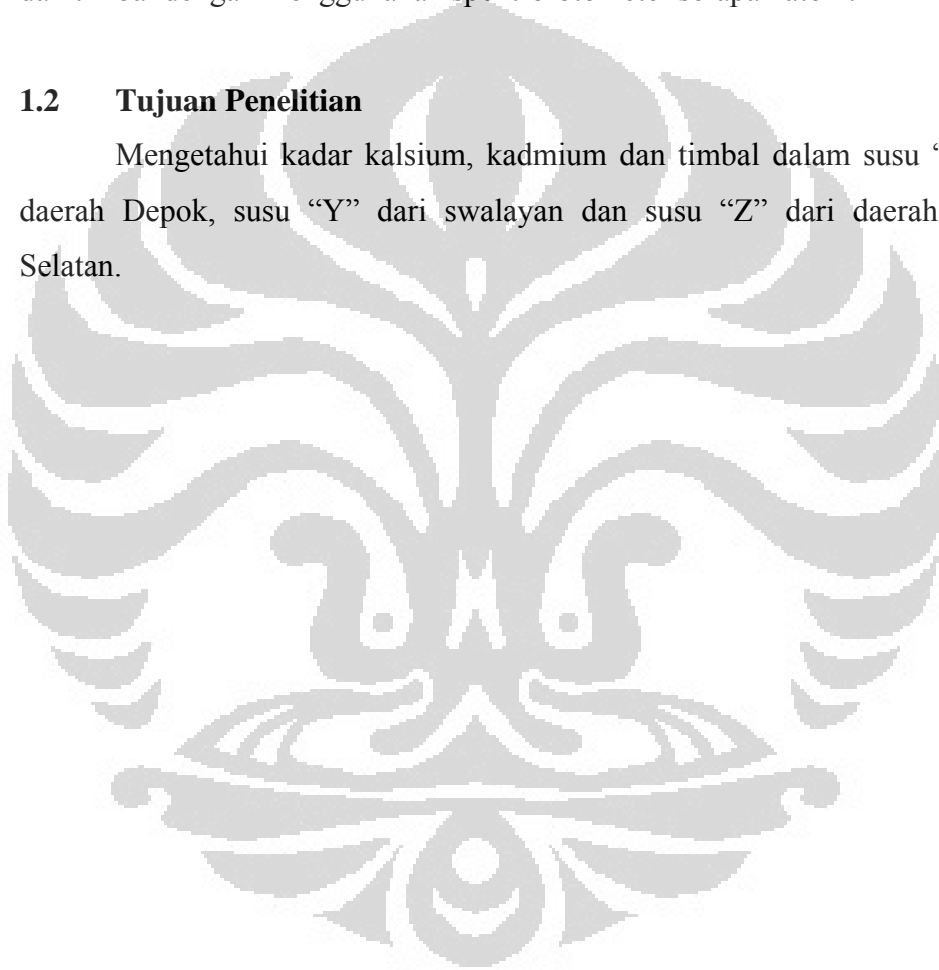 1.2 Tujuan Penelitian
Mengetahui kadar kalsium, kadmium dan timbal dalam susu “
daerah Depok, susu “Y” dari swalayan dan susu “Z” dari daerah
Selatan.